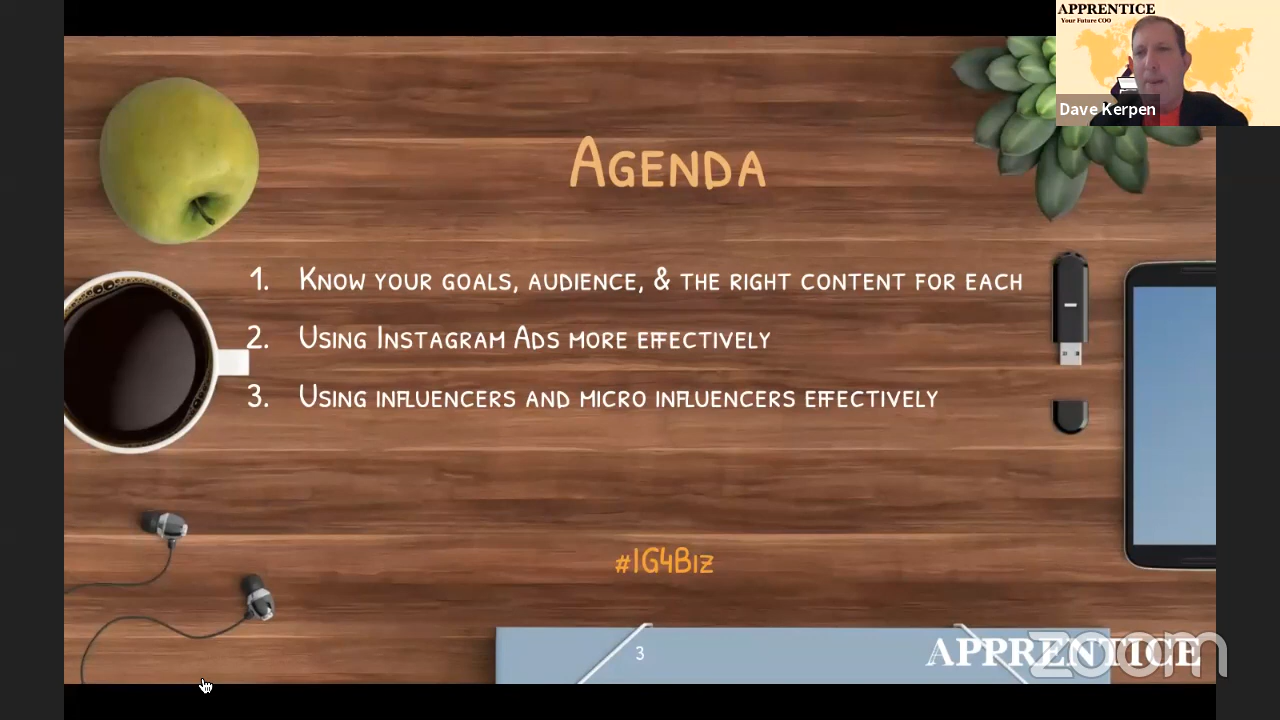 APPRENTICE
Your Future COO
Dave Kerpen
Agenda
1. Know your goals, audience, & the right content for each
2. Using Instagram Ads more effectively
3. Using influencers and micro influencers effectively
#IG4Biz
3
APPRENTICE
zoom